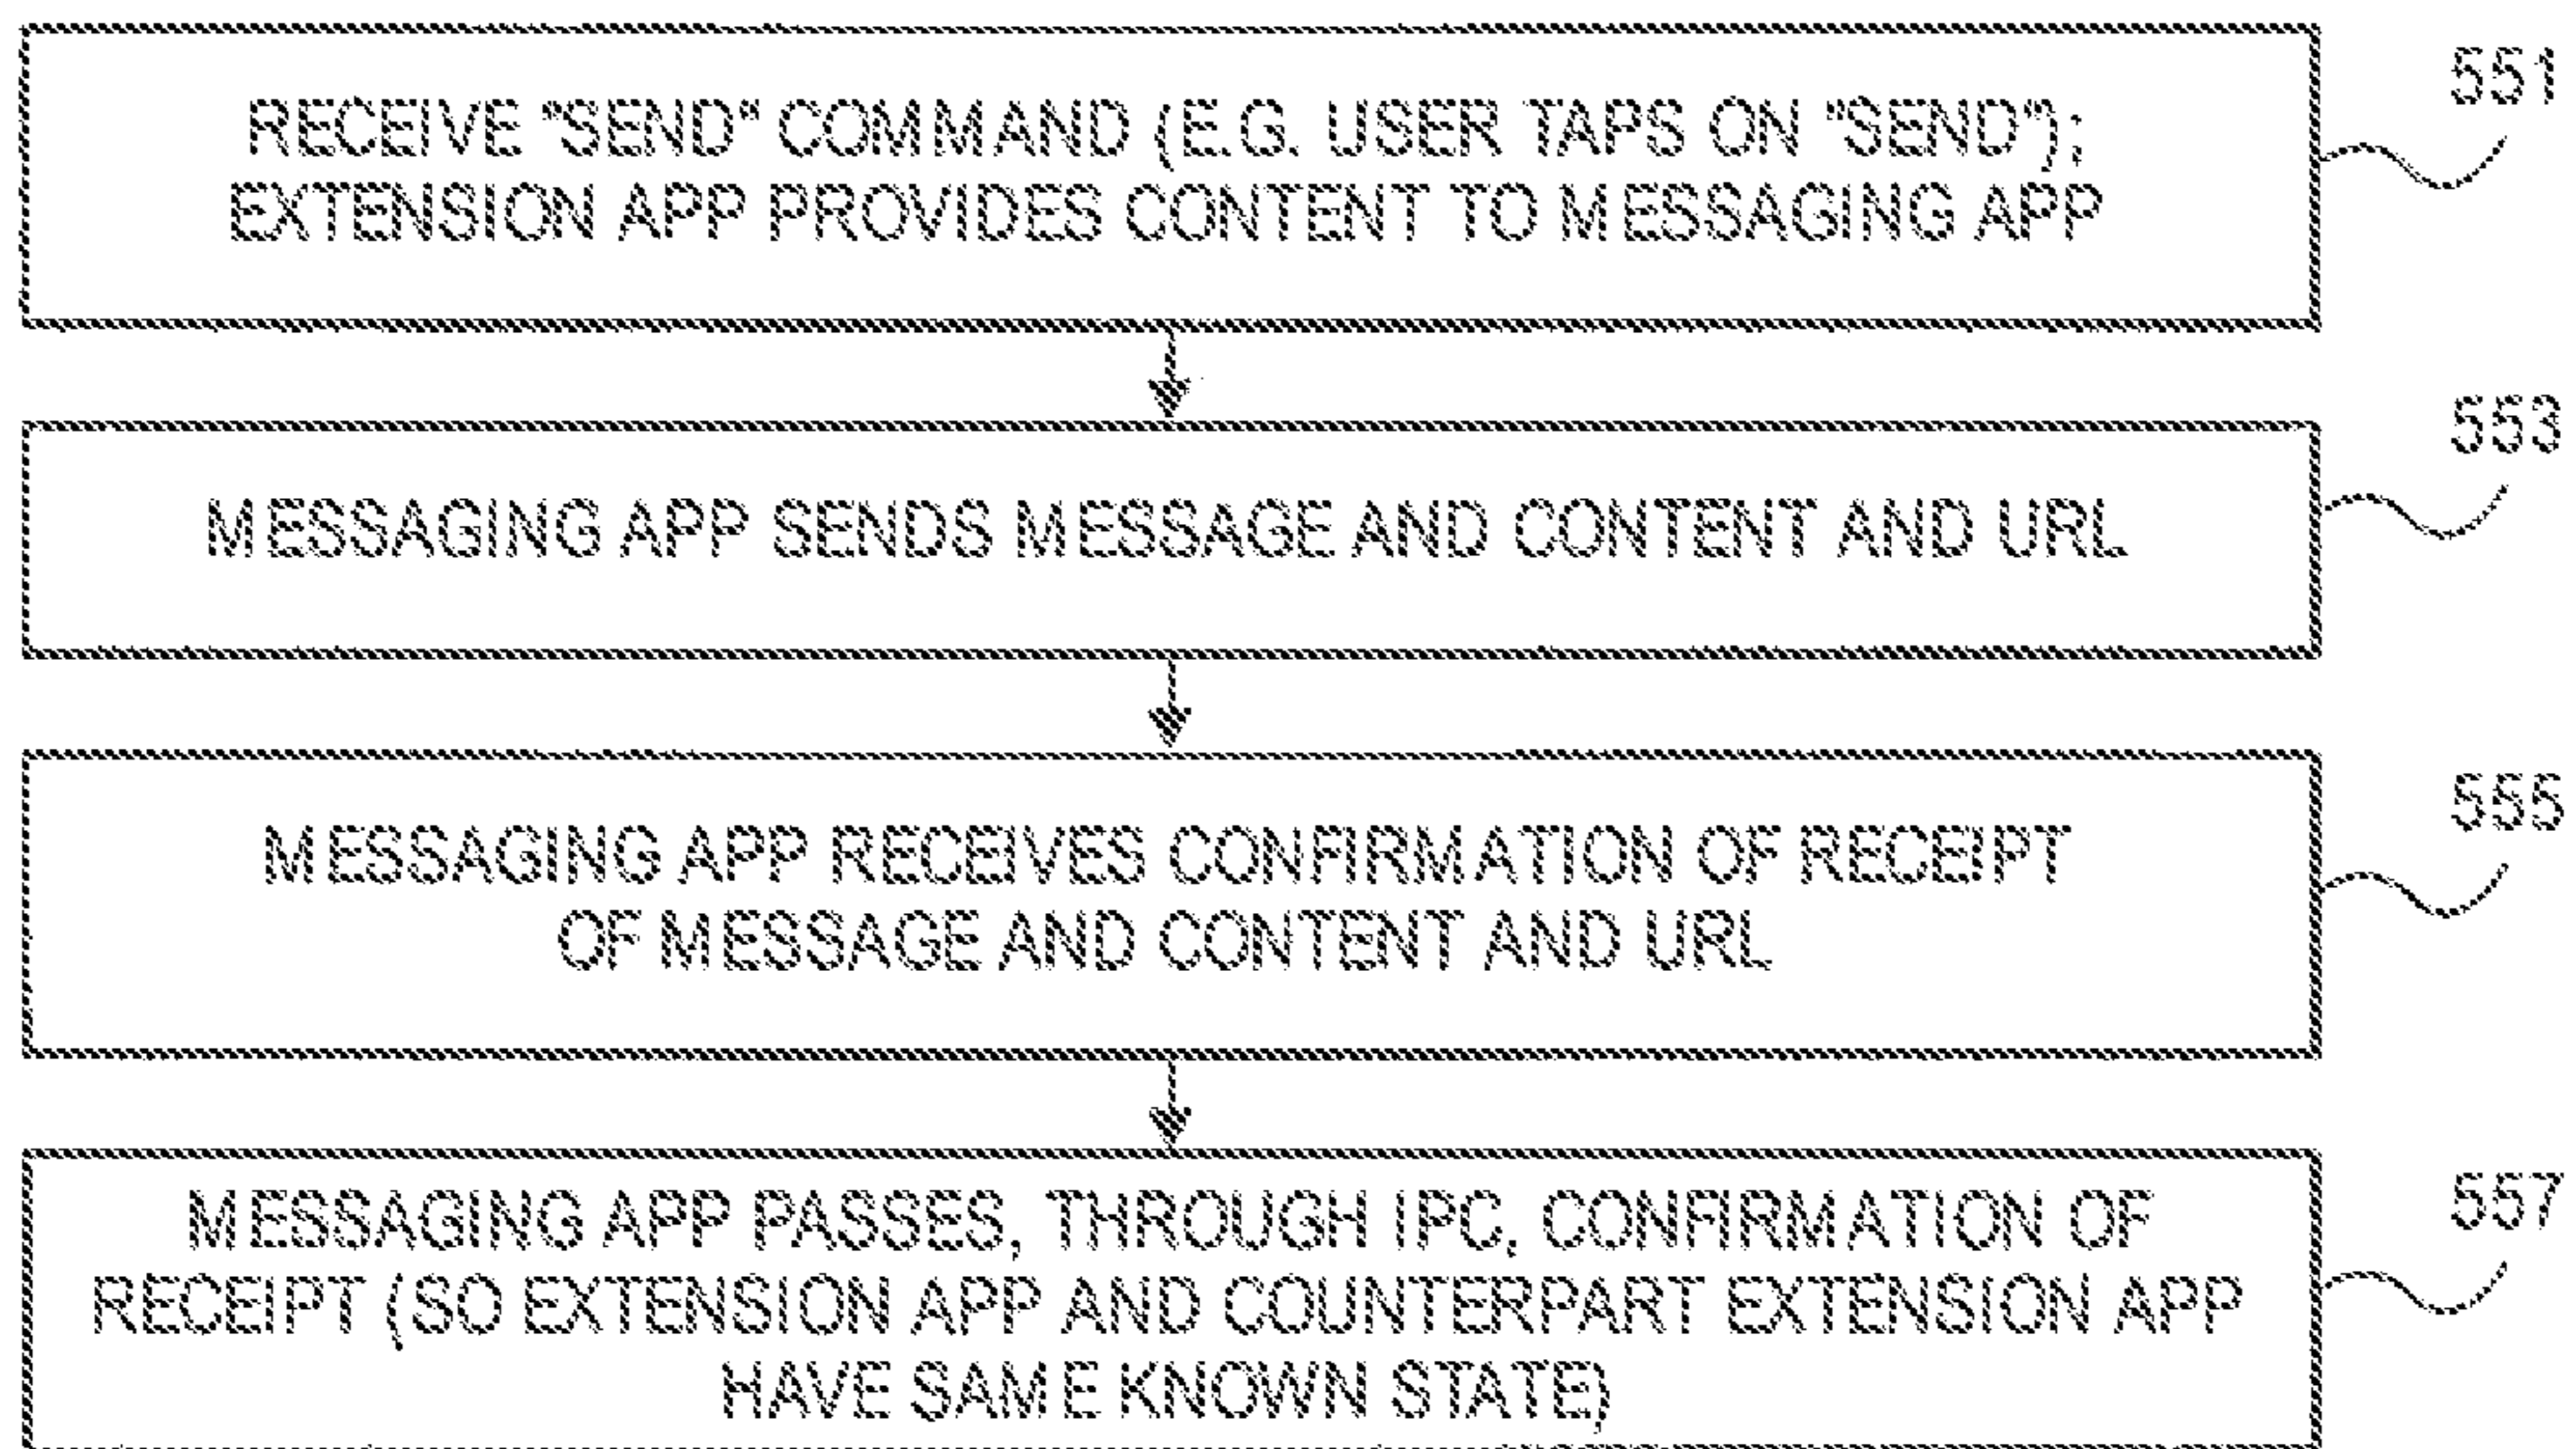 551
RECEIVE "SEND" COMMAND (E.G. USER TAPS ON "SEND");
EXTENSION APP PROVIDES CONTENT TO MESSAGING APP
553
MESSAGING APP SENDS MESSAGE AND CONTENT AND URL
555
MESSAGING APP RECEIVES CONFIRMATION OF RECEIPT
OF MESSAGE AND CONTENT AND URL
557
MESSAGING APP PASSES, THROUGH IPC, CONFIRMATION OF
RECEIPT (SO EXTENSION APP AND COUNTERPART EXTENSION APP
HAVE SAME KNOWN STATE)